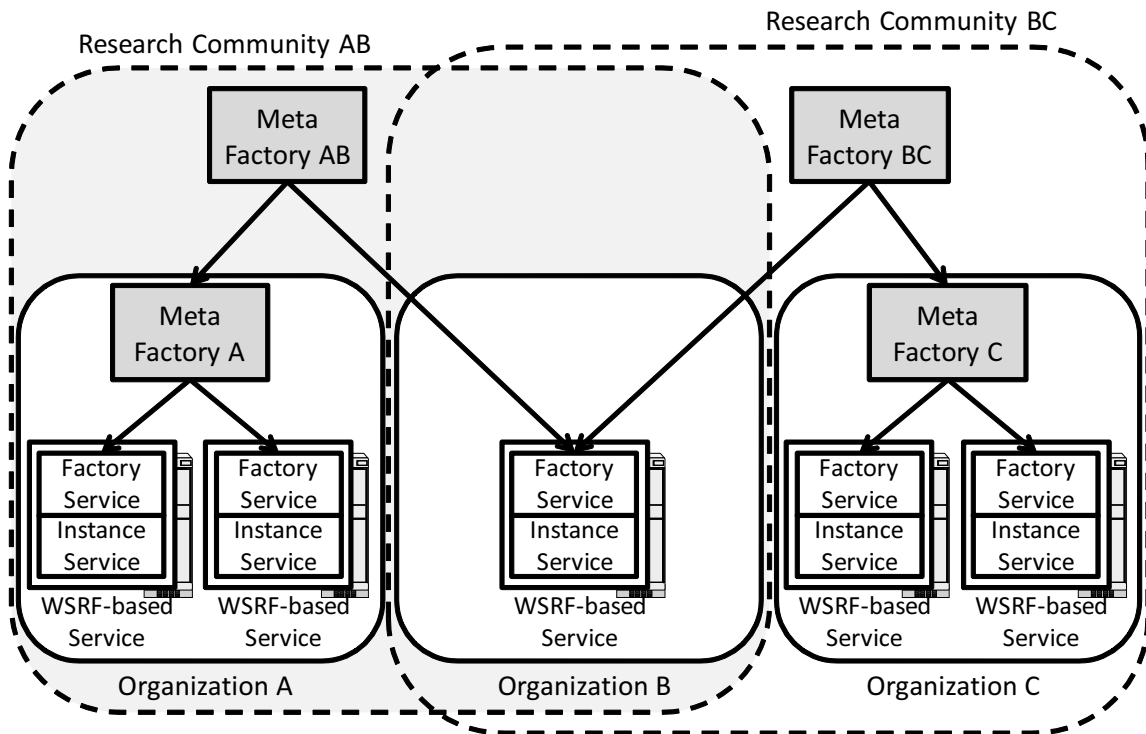 Research Community AB
Research Community BC
Meta
Factory AB
Meta
Factory BC
Meta
Factory A
Meta
Factory C
Factory
Service
Instance
Service
WSRF-based
Service
Factory
Service
Instance
Service
WSRF-based
Service
Factory
Service
Instance
Service
WSRF-based
Service
Factory
Service
Instance
Service
WSRF-based
Service
Factory
Service
Instance
Service
WSRF-based
Service
Organization A
Organization B
Organization C